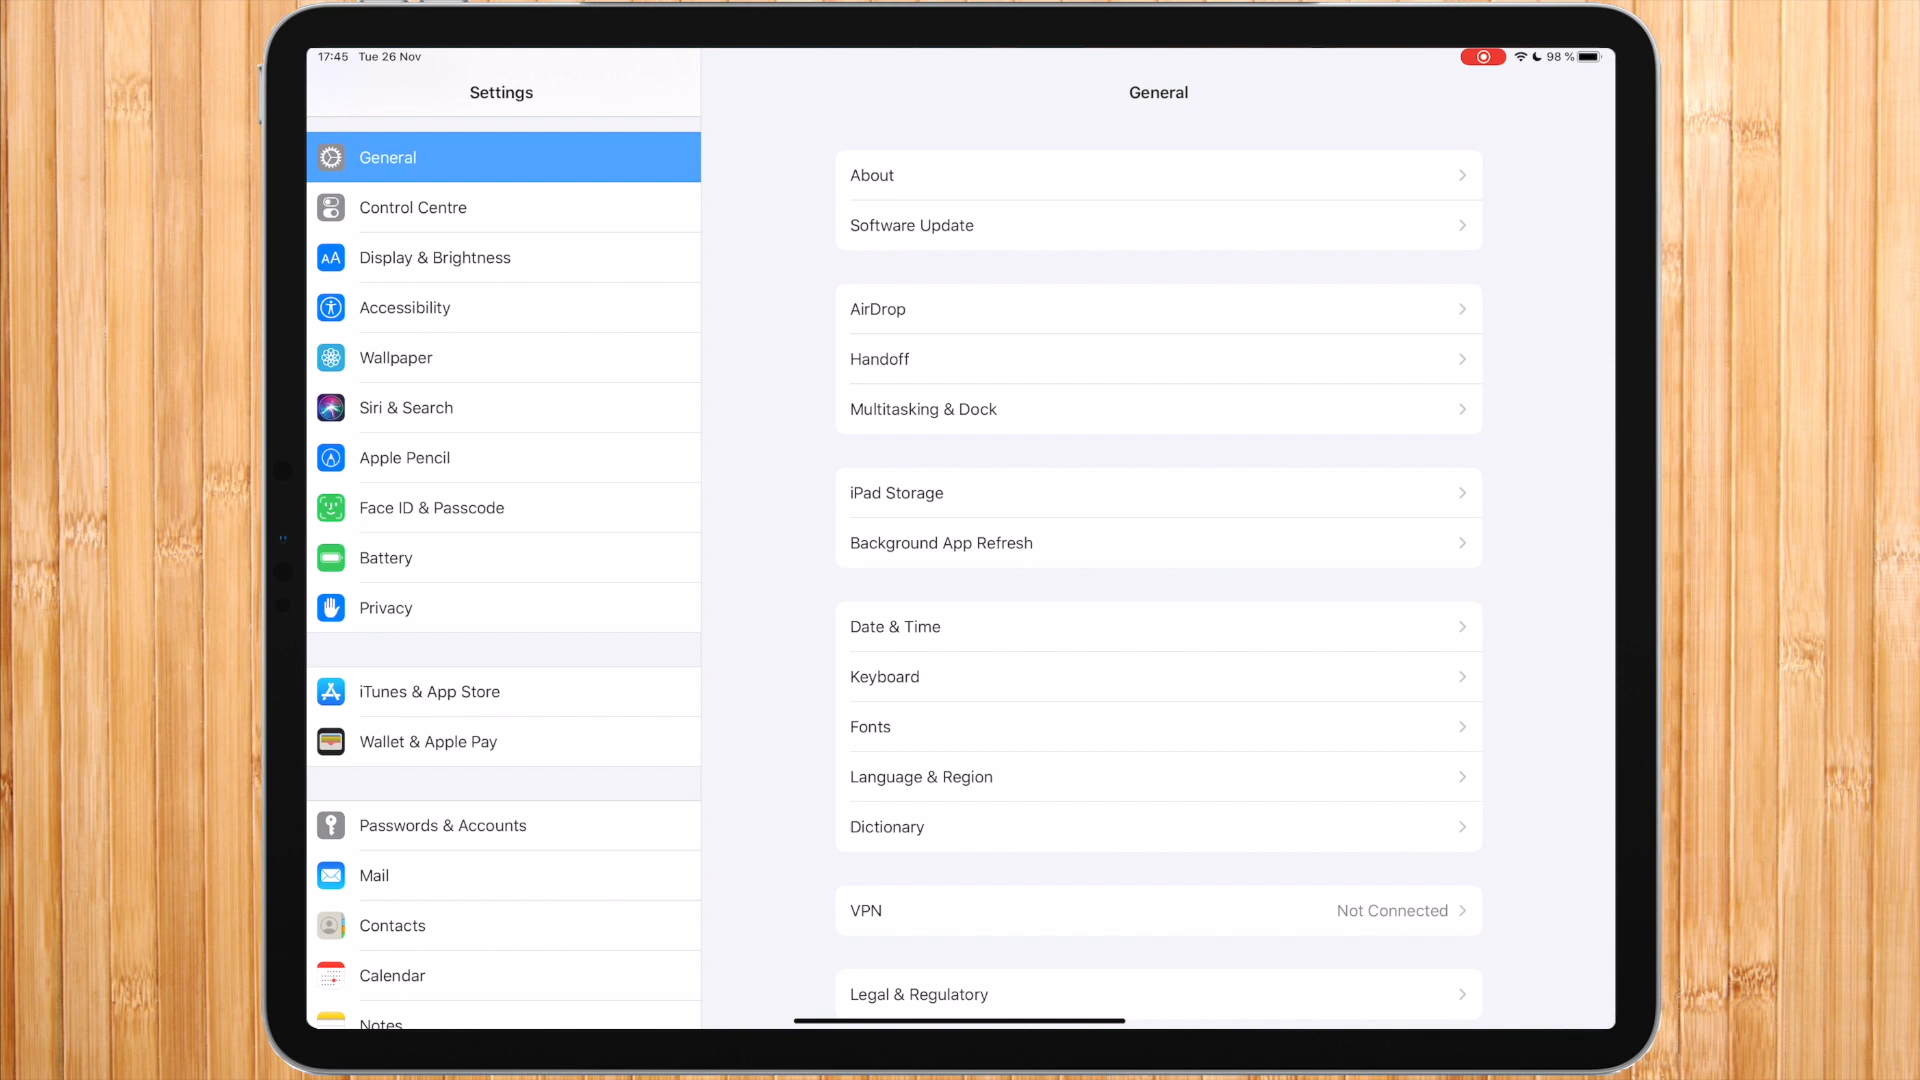 17:45 Tue 26 Nov
98 %
Settings
General
Control Centre
AA Display & Brightness
Accessibility
Wallpaper
Siri & Search
Apple Pencil
Face ID & Passcode
Battery
Privacy
iTunes & App Store
Wallet & Apple Pay
Passwords & Accounts
Mail
Contacts
Calendar
Notes
General
About
Software Update
AirDrop
Handoff
Multitasking & Dock
iPad Storage
Background App Refresh
Date & Time
Keyboard
Fonts
Language & Region
Dictionary
VPN Not Connected
Legal & Regulatory